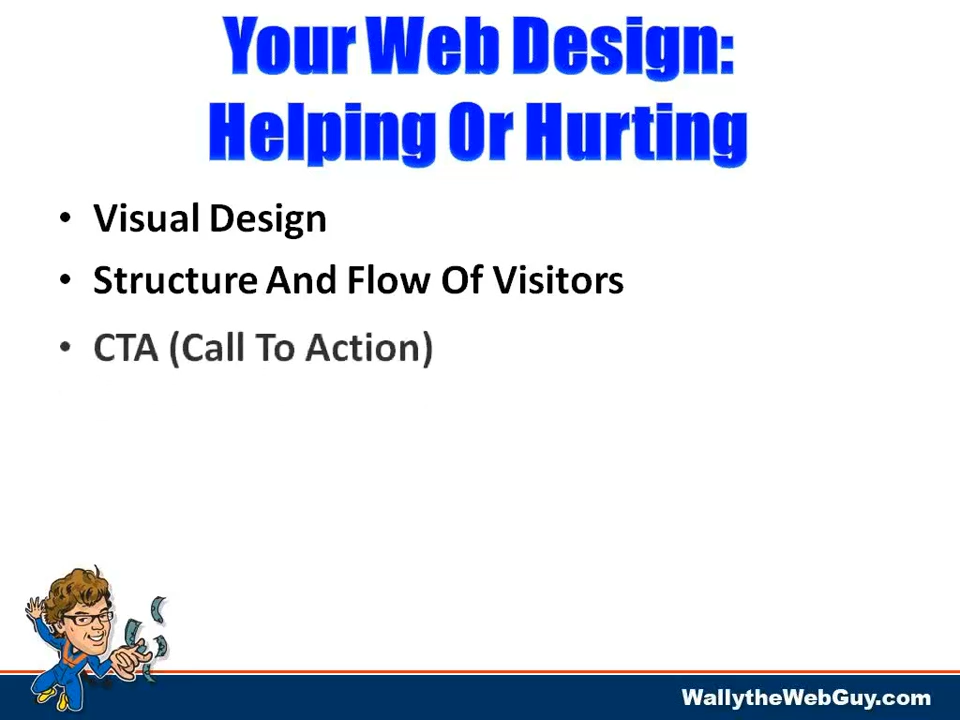 Your Web Design:
Helping Or Hurting
• Visual Design
• Structure And Flow Of Visitors
• CTA (Call To Action)
WallytheWebGuy.com